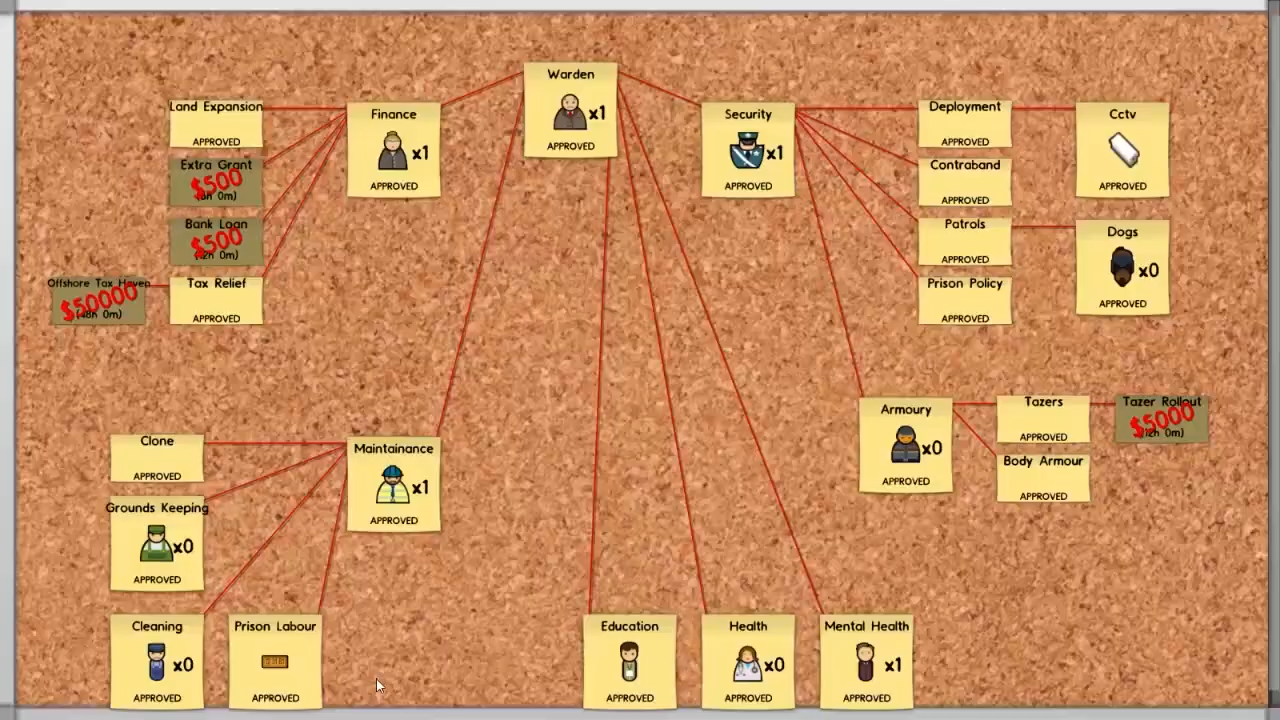 Warden
x1
APPROVED
Land Expansion
APPROVED
Finance
x1
APPROVED
Security
x1
APPROVED
Deployment
APPROVED
Cctv
APPROVED
Extra Grant
$500
Contraband
APPROVED
Bank Loan
$500
Patrols
APPROVED
Dogs
x0
APPROVED
Offshore Tax Haven
$50000
Tax Relief
APPROVED
Prison Policy
APPROVED
Armoury
x0
APPROVED
Tazers
APPROVED
Tazer Rollout
$5000
Body Armour
APPROVED
Clone
APPROVED
Maintainance
x1
APPROVED
Grounds Keeping
x0
APPROVED
Cleaning
x0
APPROVED
Prison Labour
APPROVED
Education
APPROVED
Health
x0
APPROVED
Mental Health
x1
APPROVED